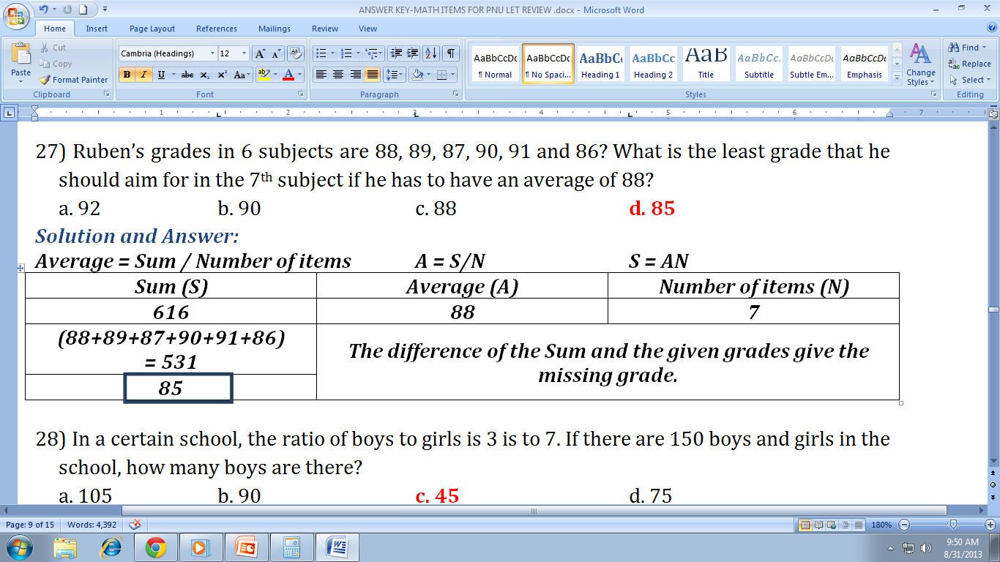 ANSWER KEY-MATH ITEMS FOR PNU LET REVIEW .docx - Microsoft Word
Home Insert Page Layout References Mailings Review View
Paste
Cut
Copy
Format Painter
Clipboard
Cambria (Headings) 12
Font
Paragraph
AaBbCcDc AaBbCcDc AaBbC AaBbCc AaB AaBbCc. AaBbCcDc AaBbCcDc
¶ Normal ¶ No Spaci... Heading 1 Heading 2 Title Subtitle Subtle Em... Emphasis
Change Styles
Styles
Find
Replace
Select
Editing
1 2 3 4 5 6 7
27) Ruben’s grades in 6 subjects are 88, 89, 87, 90, 91 and 86? What is the least grade that he
should aim for in the 7th subject if he has to have an average of 88?
a. 92 b. 90 c. 88 d. 85
Solution and Answer:
Average = Sum / Number of items A = S/N S = AN
Sum (S) Average (A) Number of items (N)
616 88 7
(88+89+87+90+91+86)
= 531
The difference of the Sum and the given grades give the
missing grade.
85
28) In a certain school, the ratio of boys to girls is 3 is to 7. If there are 150 boys and girls in the
school, how many boys are there?
a. 105 b. 90 c. 45 d. 75
Page: 9 of 15 Words: 4,392 180%
9:50 AM
8/31/2013